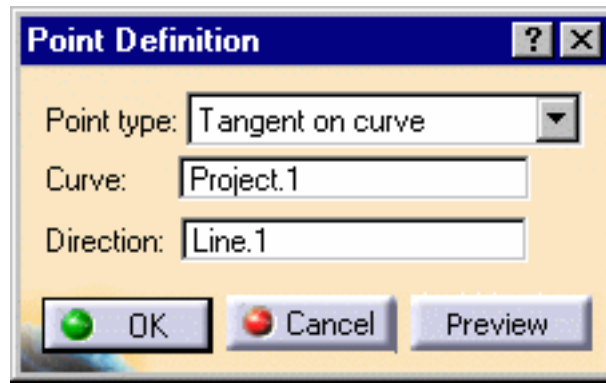 Point Definition ? X
Point type: Tangent on curve
Curve: Project.1
Direction: Line.1
OK Cancel Preview